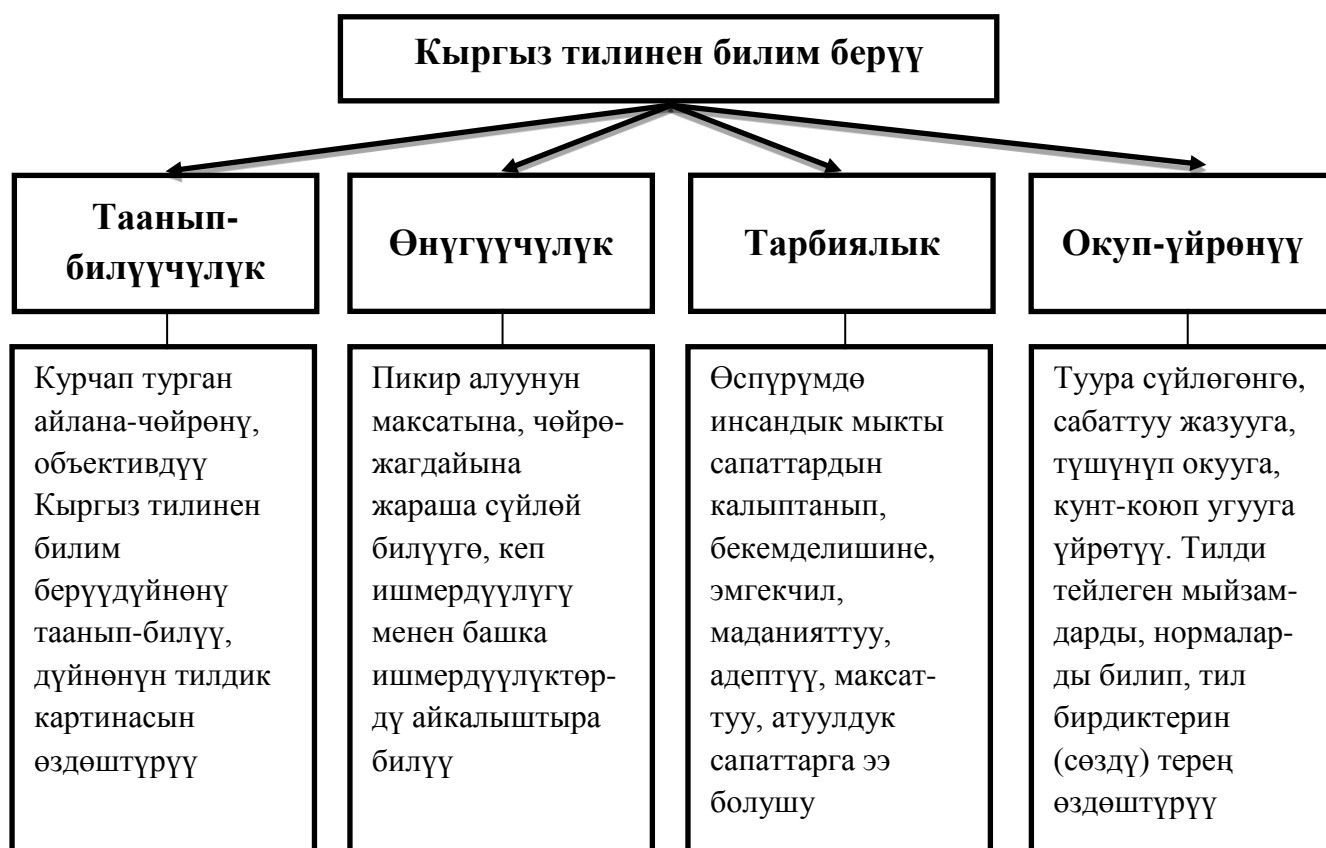 Кыргыз тилинен билим берүү
Таанып-
билүүчүлүк
Өнүгүүчүлүк
Тарбиялык
Окуп-үйрөнүү
Курчап турган
айлана-чөйрөнү,
объективдүү
Кыргыз тилинен
билим
берүүдүйнөнү
таанып-билүү,
дүйнөнүн тилдик
картинасын
өздөштүрүү
Пикир алуунун
максатына, чөйрө-
жагдайына
жараша сүйлөй
билүүгө, кеп
ишмердүүлүгү
менен башка
ишмердүүлүктөр-
дү айкалыштыра
билүү
Өспүрүмдө
инсандык мыкты
сапаттардын
калыптанып,
бекемделишине,
эмгекчил,
маданияттуу,
адептүү, максат-
туу, атуулдук
сапаттарга ээ
болушу
Туура сүйлөгөнгө,
сабаттуу жазууга,
түшүнүп окууга,
кунт-коюп угууга
үйрөтүү. Тилди
тейлеген мыйзам-
дарды, нормалар-
ды билип, тил
бирдиктерин
(сөздү) терең
өздөштүрүү